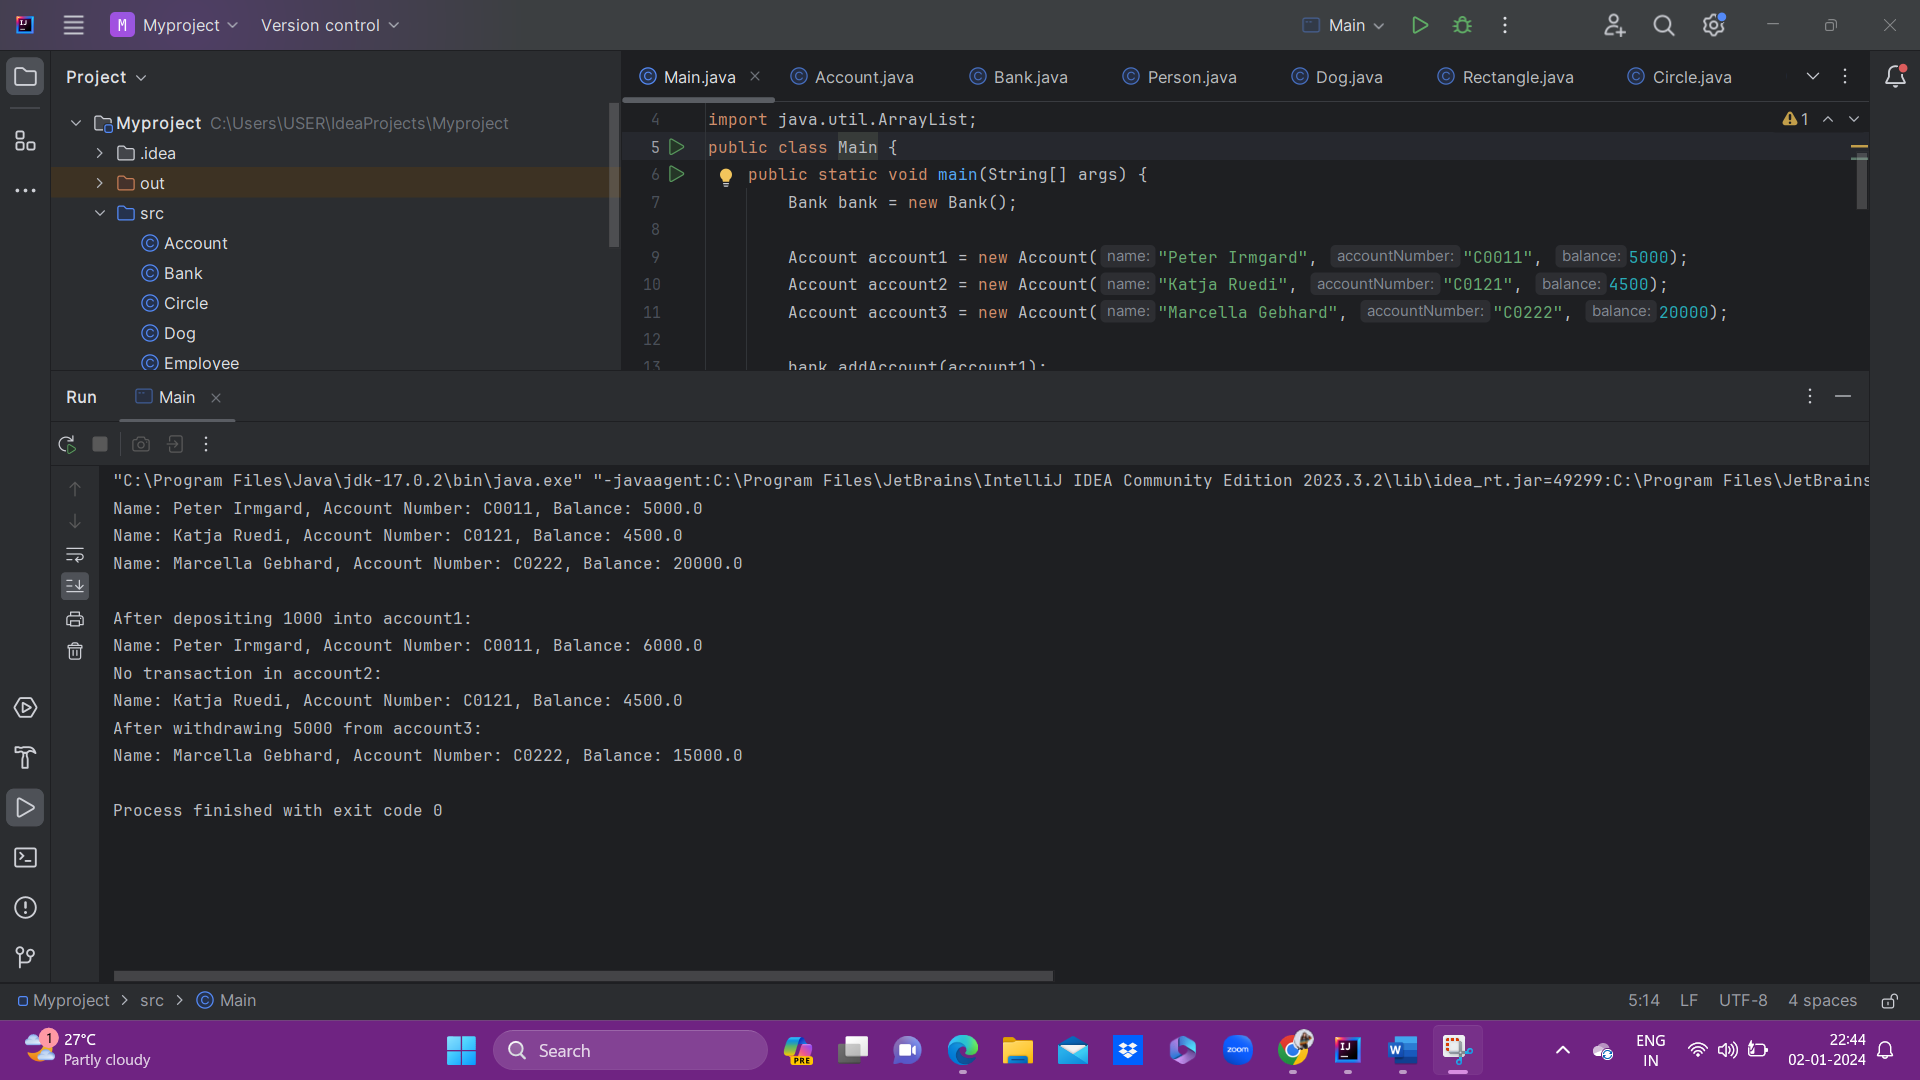 M Myproject Version control Main
Project
Main.java Account.java Bank.java Person.java Dog.java Rectangle.java Circle.java
Myproject C:\Users\USER\IdeaProjects\Myproject
.idea
out
src
Account
Bank
Circle
Dog
Employee
4 import java.util.ArrayList;
1
5 public class Main {
6 public static void main(String[] args) {
7 Bank bank = new Bank();
8
9 Account account1 = new Account( name: "Peter Irmgard", accountNumber: "C0011", balance: 5000);
10 Account account2 = new Account( name: "Katja Ruedi", accountNumber: "C0121", balance: 4500);
11 Account account3 = new Account( name: "Marcella Gebhard", accountNumber: "C0222", balance: 20000);
12
13 bank.addAccount(account1);
Run Main
"C:\Program Files\Java\jdk-17.0.2\bin\java.exe" "-javaagent:C:\Program Files\JetBrains\IntelliJ IDEA Community Edition 2023.3.2\lib\idea_rt.jar=49299:C:\Program Files\JetBrains
Name: Peter Irmgard, Account Number: C0011, Balance: 5000.0
Name: Katja Ruedi, Account Number: C0121, Balance: 4500.0
Name: Marcella Gebhard, Account Number: C0222, Balance: 20000.0
After depositing 1000 into account1:
Name: Peter Irmgard, Account Number: C0011, Balance: 6000.0
No transaction in account2:
Name: Katja Ruedi, Account Number: C0121, Balance: 4500.0
After withdrawing 5000 from account3:
Name: Marcella Gebhard, Account Number: C0222, Balance: 15000.0
Process finished with exit code 0
Myproject > src > Main
5:14 LF UTF-8 4 spaces
1
27°C
Partly cloudy
Search
PRE
zoom
IJ
W
ENG
IN
22:44
02-01-2024